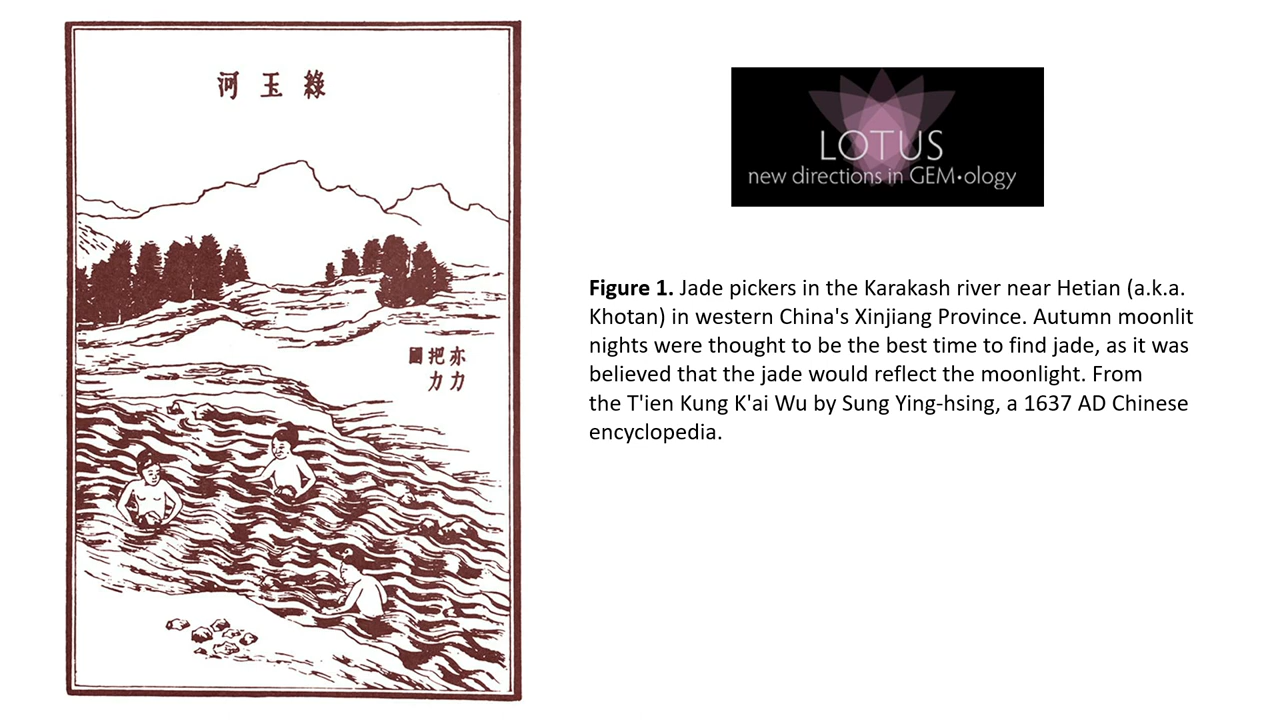 綠玉河
亦力
把力
LOTUS
new directions in GEM•ology
Figure 1. Jade pickers in the Karakash river near Hetian (a.k.a.
Khotan) in western China's Xinjiang Province. Autumn moonlit
nights were thought to be the best time to find jade, as it was
believed that the jade would reflect the moonlight. From
the T'ien Kung K'ai Wu by Sung Ying-hsing, a 1637 AD Chinese
encyclopedia.